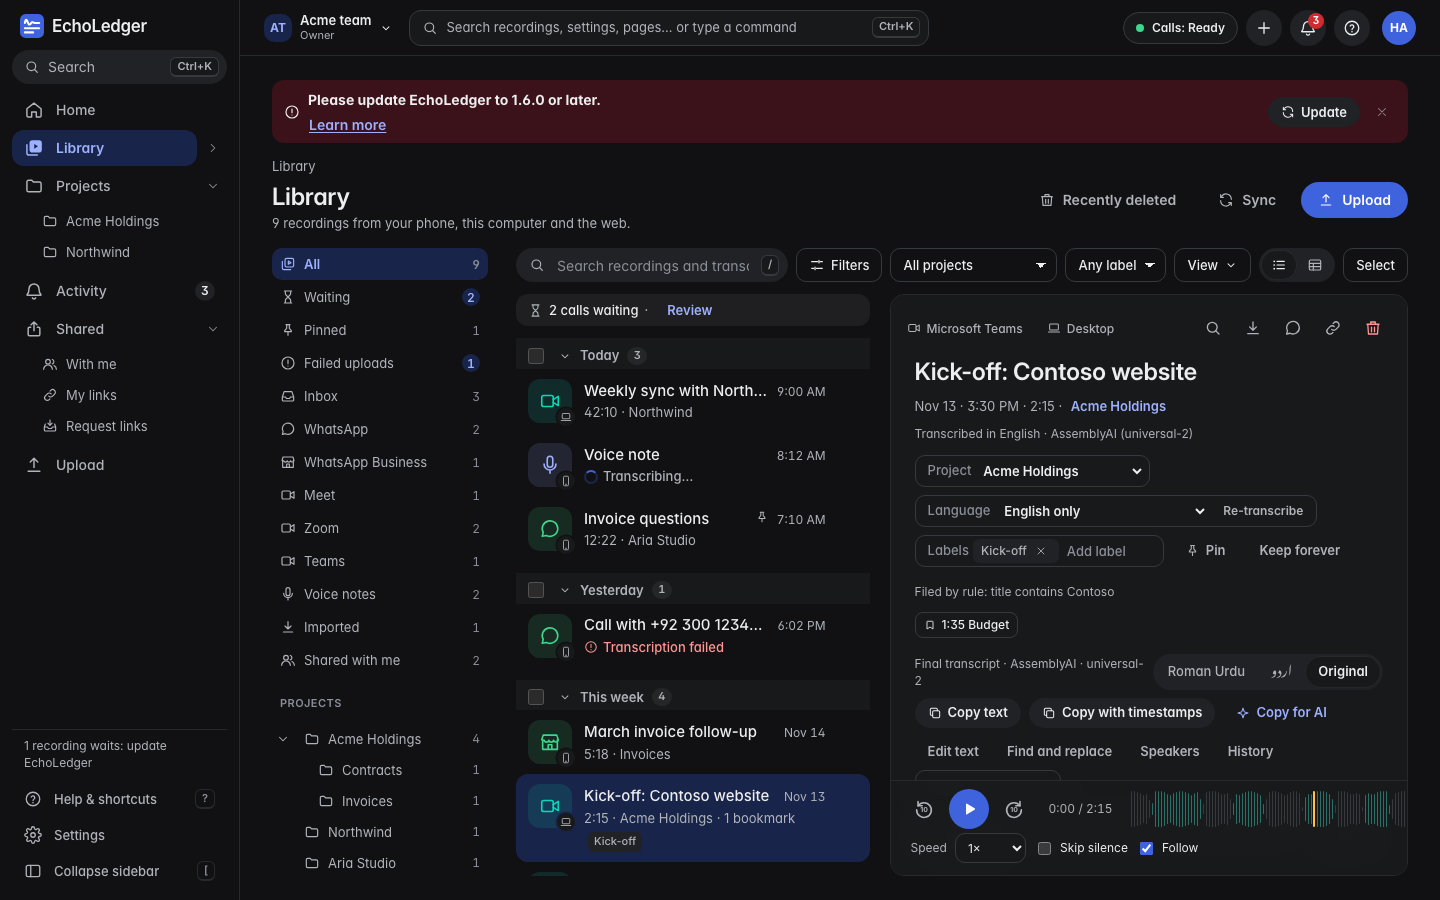 EchoLedger
Search Ctrl+K
Home
Library
Projects
Acme Holdings
Northwind
Activity 3
Shared
With me
My links
Request links
Upload
1 recording waits: update
EchoLedger
Help & shortcuts ?
Settings
Collapse sidebar [
AT Acme team
Owner
Search recordings, settings, pages... or type a command Ctrl+K
Calls: Ready
3
HA
Please update EchoLedger to 1.6.0 or later.
Learn more
Update
Library
Library
9 recordings from your phone, this computer and the web.
Recently deleted
Sync
Upload
All 9
Waiting 2
Pinned 1
Failed uploads 1
Inbox 3
WhatsApp 2
WhatsApp Business 1
Meet 1
Zoom 2
Teams 1
Voice notes 2
Imported 1
Shared with me 2
PROJECTS
Acme Holdings 4
Contracts 1
Invoices 1
Northwind 1
Aria Studio 1
Search recordings and transc /
Filters
All projects
Any label
View
Select
2 calls waiting · Review
Today 3
Weekly sync with North... 9:00 AM
42:10 · Northwind
Voice note 8:12 AM
Transcribing...
Invoice questions 7:10 AM
12:22 · Aria Studio
Yesterday 1
Call with +92 300 1234... 6:02 PM
Transcription failed
This week 4
March invoice follow-up Nov 14
5:18 · Invoices
Kick-off: Contoso website Nov 13
2:15 · Acme Holdings · 1 bookmark
Kick-off
Microsoft Teams Desktop
Kick-off: Contoso website
Nov 13 · 3:30 PM · 2:15 · Acme Holdings
Transcribed in English · AssemblyAI (universal-2)
Project Acme Holdings
Language English only Re-transcribe
Labels Kick-off Add label
Pin
Keep forever
Filed by rule: title contains Contoso
1:35 Budget
Final transcript · AssemblyAI · universal-
2
Roman Urdu اردو Original
Copy text
Copy with timestamps
Copy for AI
Edit text
Find and replace
Speakers
History
10 10 0:00 / 2:15
Speed 1× Skip silence Follow